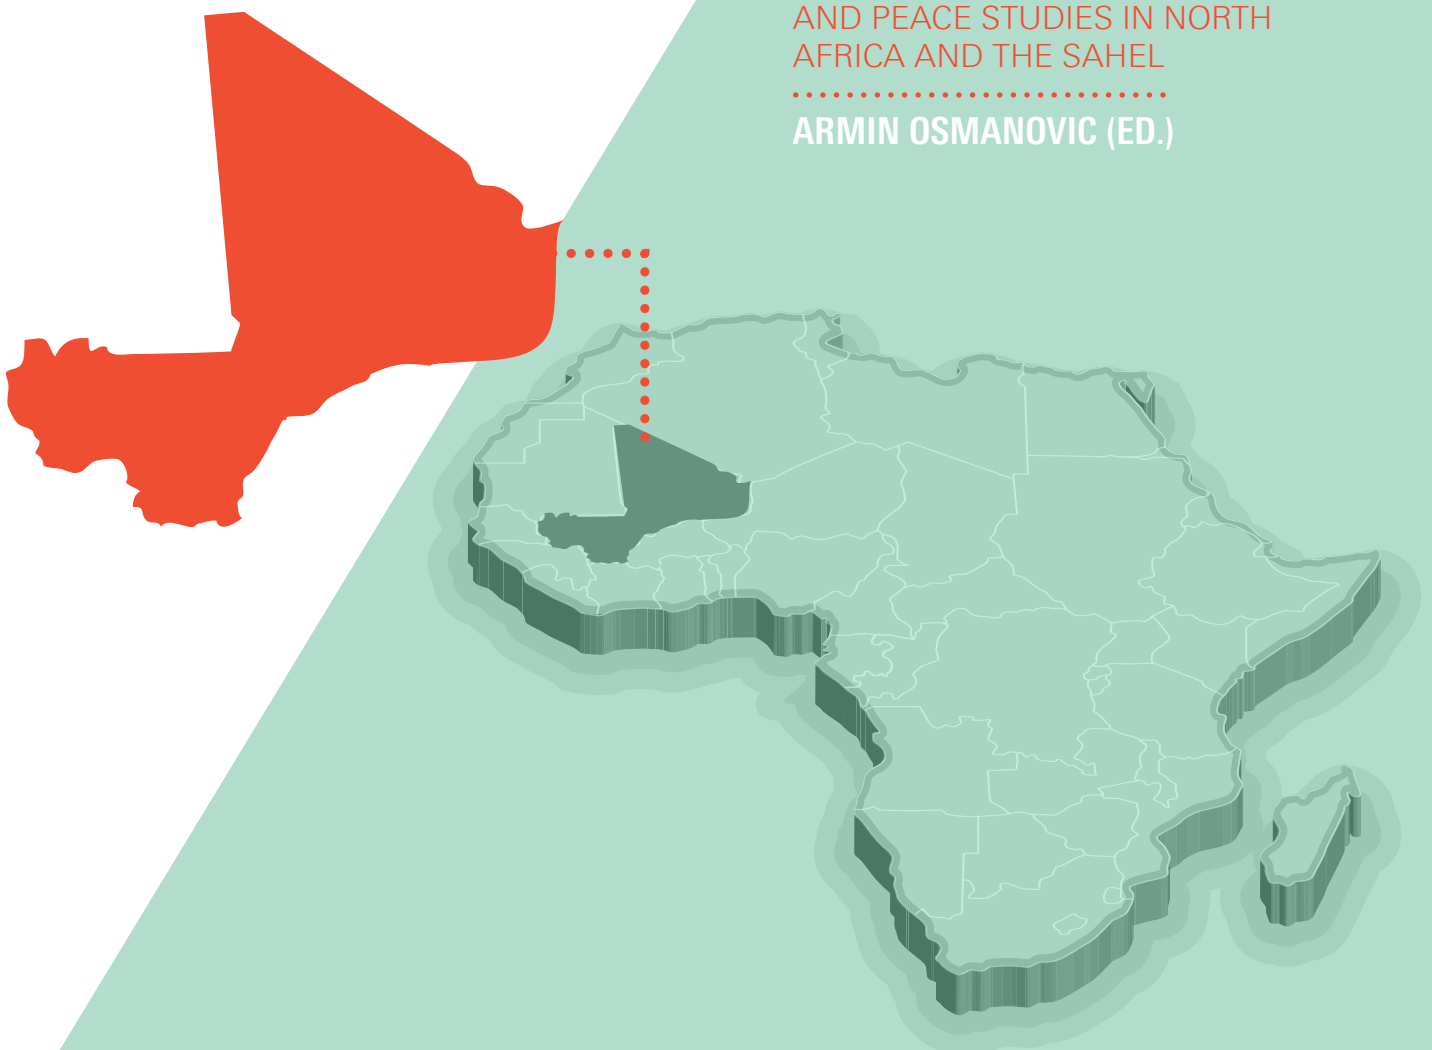 AND PEACE STUDIES IN NORTH
AFRICA AND THE SAHEL
ARMIN OSMANOVIC (ED.)